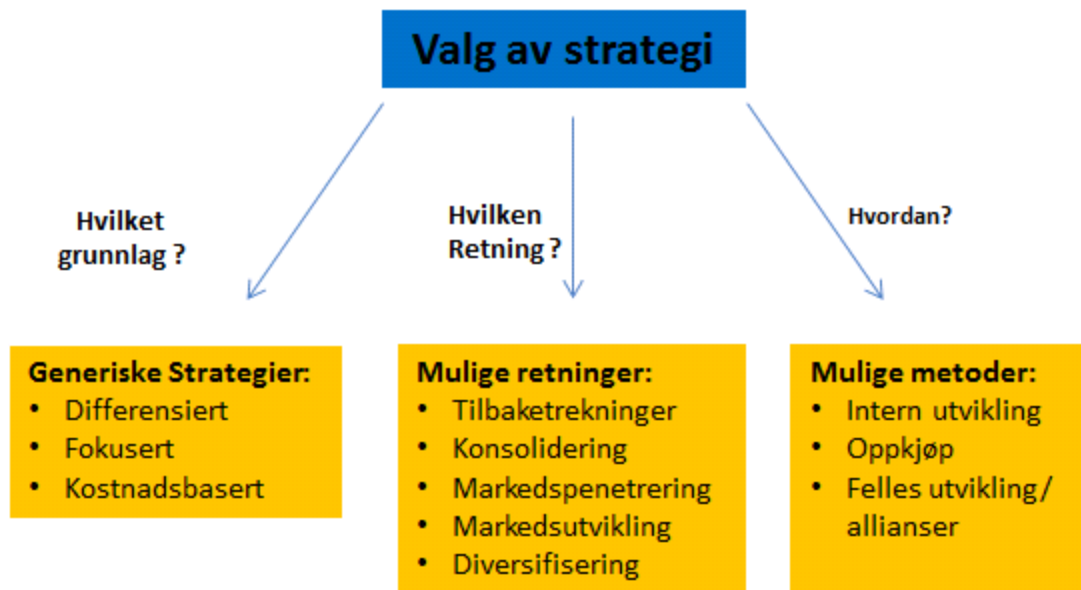 Valg av strategi
Hvilket
grunnlag ?
Hvilken
Retning ?
Hvordan?
Generiske Strategier:
• Differensiert
• Fokusert
• Kostnadsbasert
Mulige retninger:
• Tilbaketrekninger
• Konsolidering
• Markedspenetrering
• Markedsutvikling
• Diversifisering
Mulige metoder:
• Intern utvikling
• Oppkjøp
• Felles utvikling/
allianser